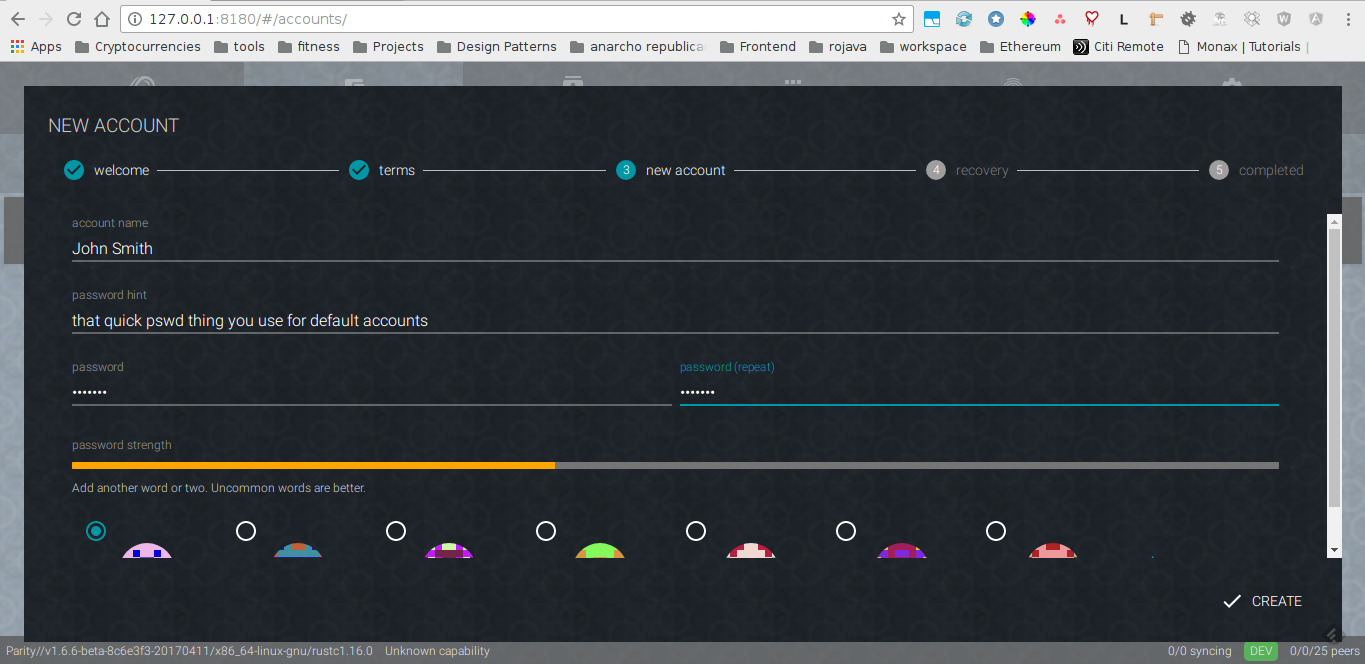 127.0.0.1:8180/#/accounts/
L
W
A
Apps Cryptocurrencies tools fitness Projects Design Patterns anarcho republica Frontend rojava workspace Ethereum Citi Remote Monax | Tutorials |
NEW ACCOUNT
welcome terms 3 new account 4 recovery 5 completed
account name
John Smith
password hint
that quick pswd thing you use for default accounts
password password (repeat)
••••••• •••••••
password strength
Add another word or two. Uncommon words are better.
CREATE
Parity//v1.6.6-beta-8c6e3f3-20170411/x86_64-linux-gnu/rustc1.16.0 Unknown capability 0/0 syncing DEV 0/0/25 peers